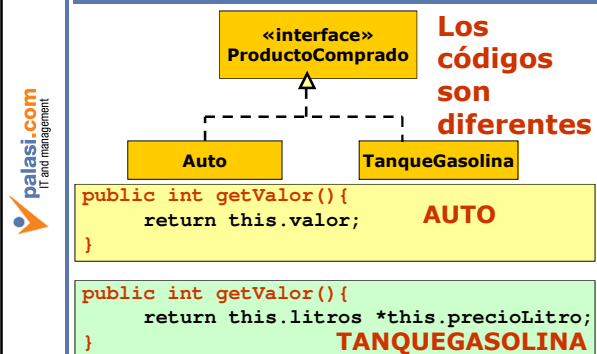 «interface»
ProductoComprado
Los
códigos
son
diferentes
Auto
TanqueGasolina
palasi.com
IT and management
public int getValor(){
return this.valor;
}
AUTO
public int getValor(){
return this.litros *this.precioLitro;
}
TANQUEGASOLINA